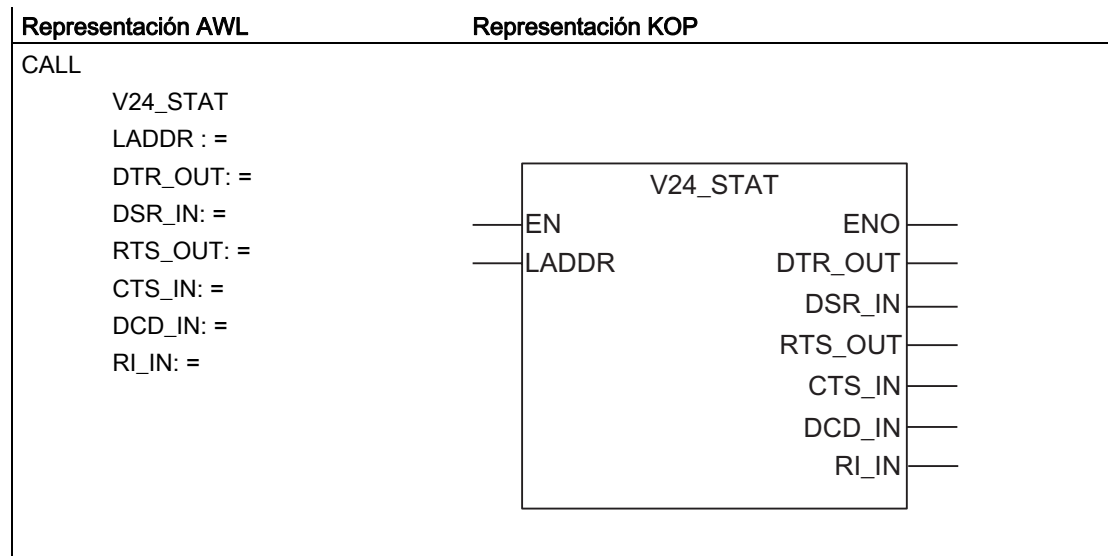 Representación AWL Representación KOP
CALL
V24_STAT
LADDR : =
DTR_OUT: =
DSR_IN: =
RTS_OUT: =
CTS_IN: =
DCD_IN: =
RI_IN: =
V24_STAT
EN ENO
LADDR DTR_OUT
DSR_IN
RTS_OUT
CTS_IN
DCD_IN
RI_IN